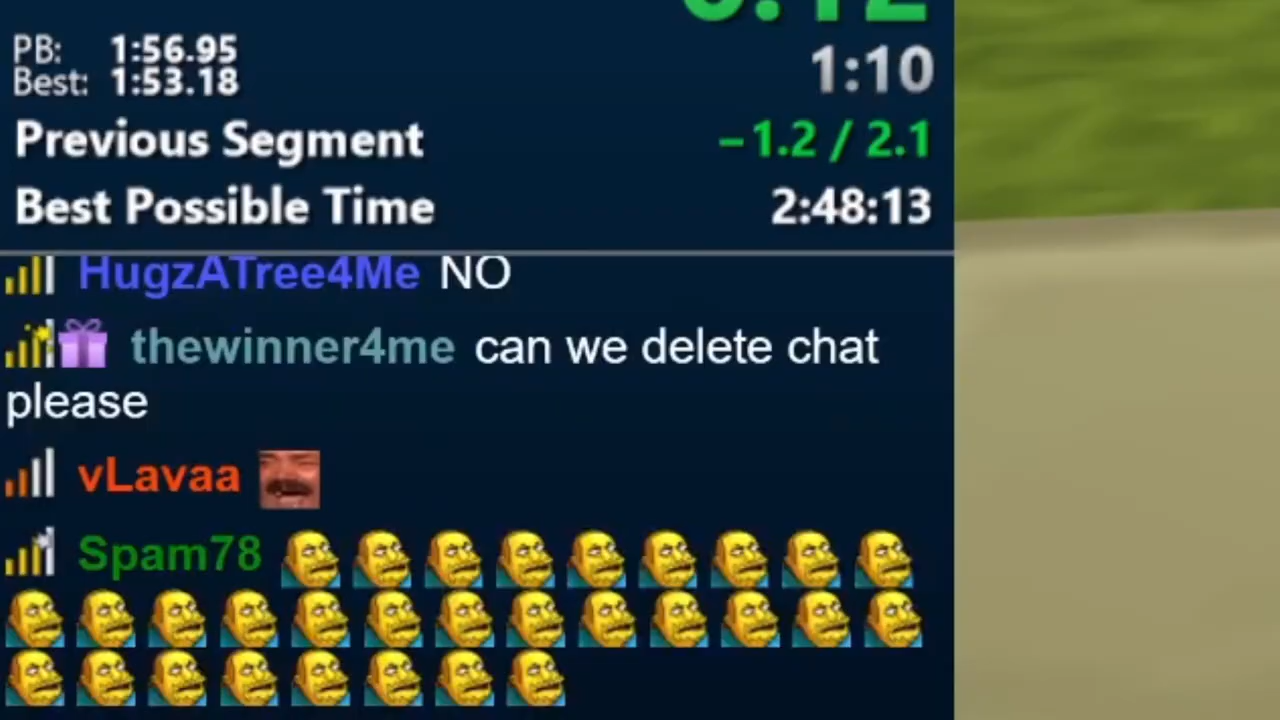 PB: 1:56.95
1:10
Best: 1:53.18
Previous Segment -1.2 / 2.1
Best Possible Time 2:48:13
HugzATree4Me NO
thewinner4me can we delete chat
please
vLavaa
Spam78